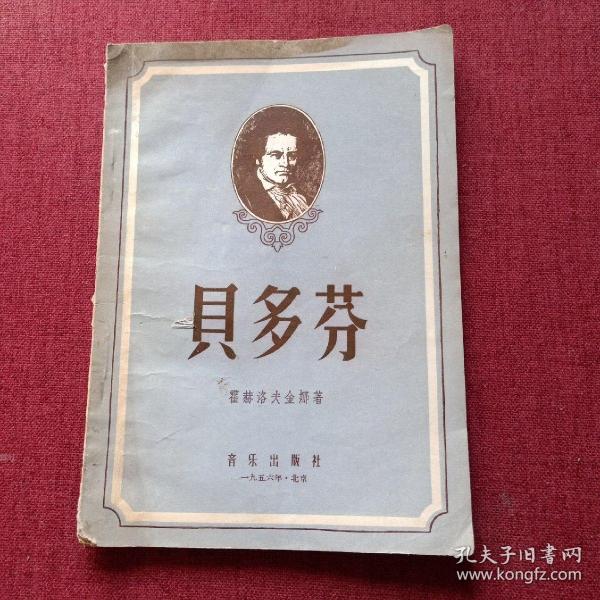 貝多芬
霍赫洛夫金娜著
音乐出版社
一九五六年·北京
孔夫子旧书网
www.kongfz.com